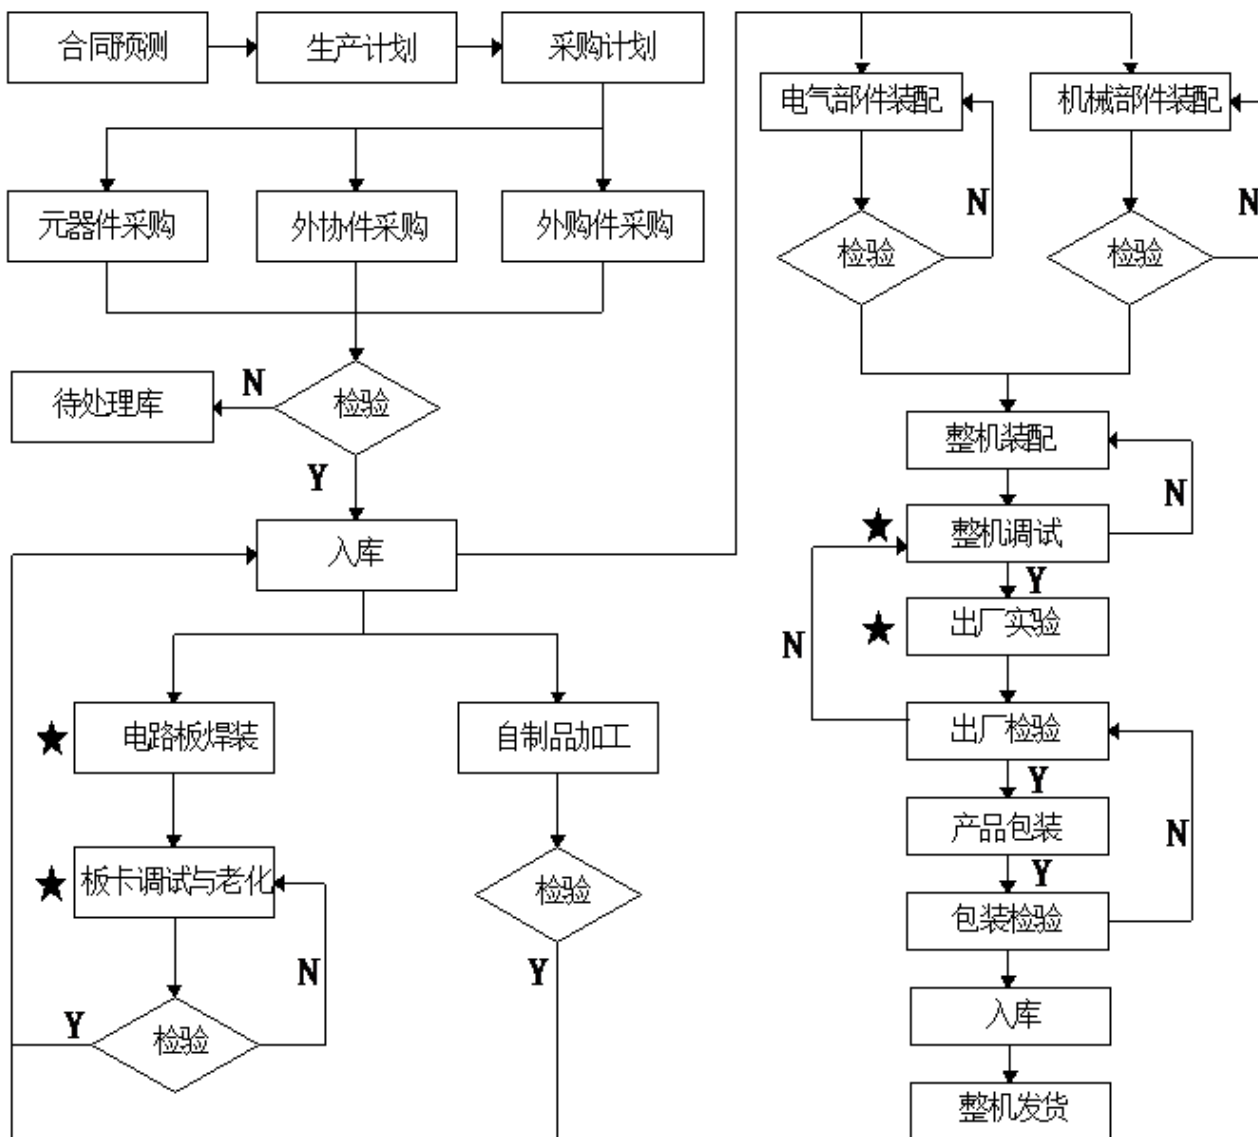 合同预测
生产计划
采购计划
元器件采购
外协件采购
外购件采购
待处理库
N
检验
Y
入库
电路板焊装
自制品加工
板卡调试与老化
检验
N
Y
检验
Y
电气部件装配
机械部件装配
N
N
检验
检验
整机装配
N
整机调试
Y
出厂实验
N
出厂检验
Y
产品包装
N
Y
包装检验
入库
整机发货